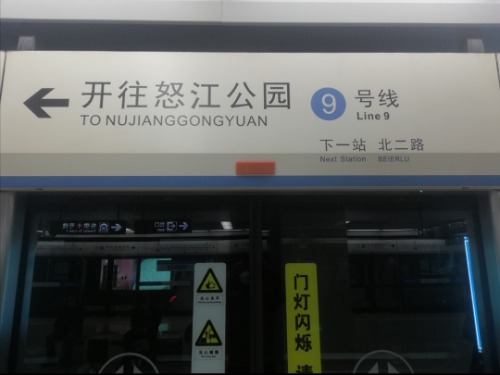 开往怒江公园
TO NUJIANGGONGYUAN
9 号线
Line 9
下一站 北二路
Next Station BEIERLU
门灯闪烁 请